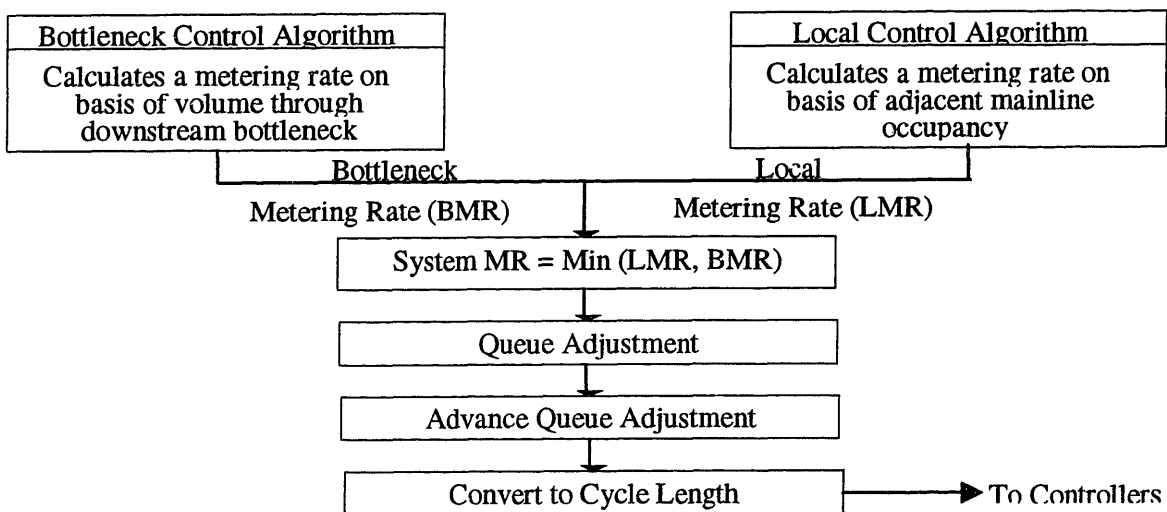 Bottleneck Control Algorithm
Calculates a metering rate on
basis of volume through
downstream bottleneck
Local Control Algorithm
Calculates a metering rate on
basis of adjacent mainline
occupancy
Bottleneck
Metering Rate (BMR)
Local
Metering Rate (LMR)
System MR = Min (LMR, BMR)
Queue Adjustment
Advance Queue Adjustment
Convert to Cycle Length
To Controllers